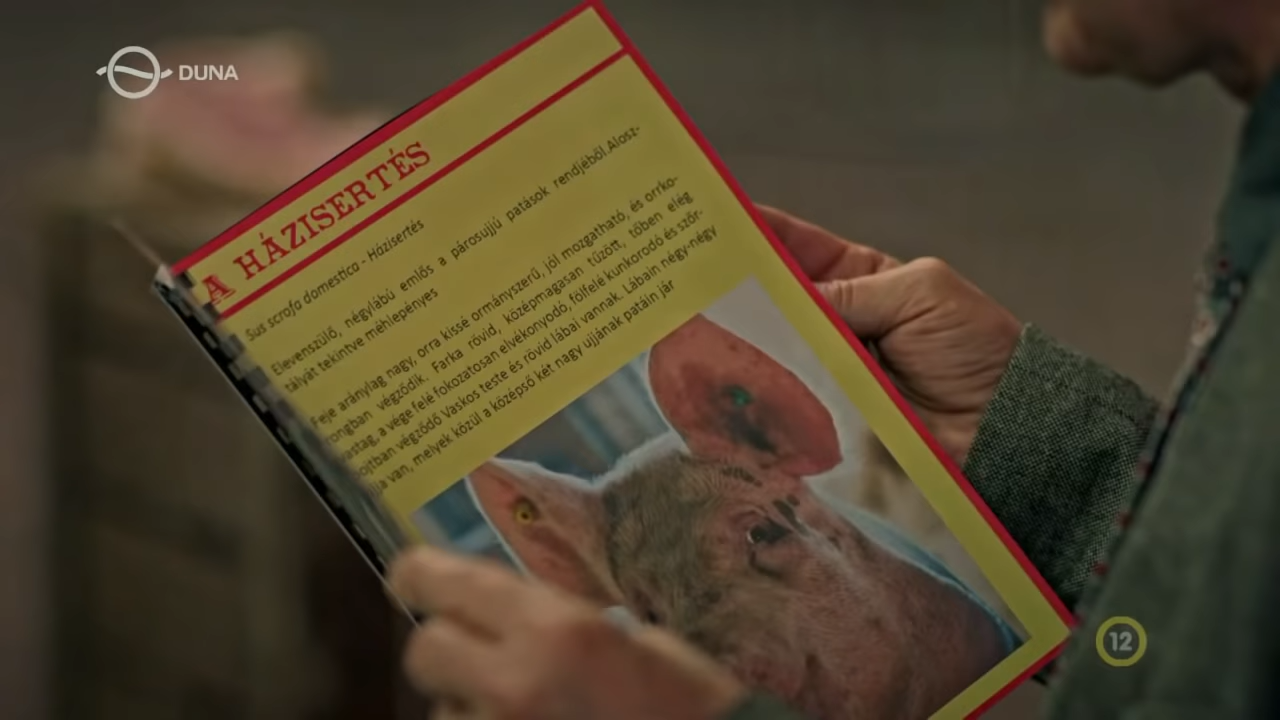 DUNA
A HÁZISERTÉS
Sus scrofa domestica - Házisertés
Elevenszülő, négylábú emlős a párosujjú patások rendjéből.Alosz-
tályát tekintve méhlepényes
Feje aránylag nagy, orra kissé ormányszerű, jól mozgatható, és orrko-
rongban végződik. Farka rövid, középmagasan tűzött, tőben elég
vastag, a vége felé fokozatosan elvékonyodó, fölfelé kunkorodó és ször-
bojtban végződő Vaskos teste és rövid lábai vannak. Lábain négy-négy
ujja van, melyek közül a középső két nagy ujjának patáin jár
12